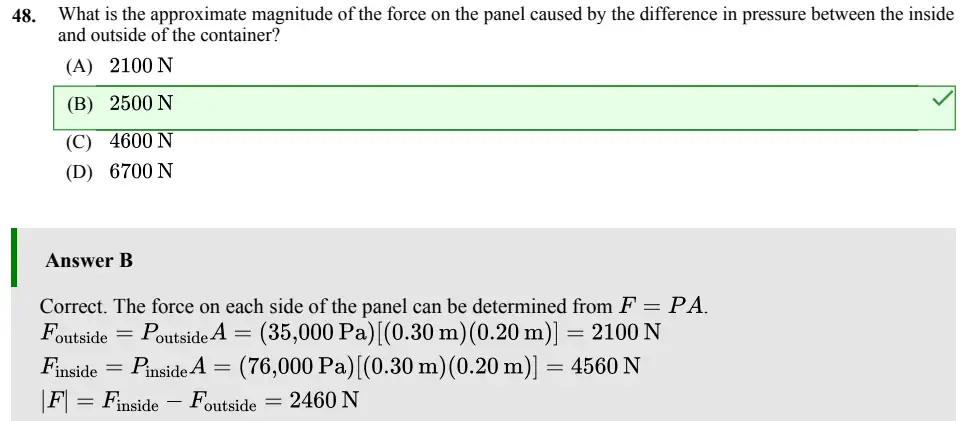 48. What is the approximate magnitude of the force on the panel caused by the difference in pressure between the inside
and outside of the container?
(A) 2100 N
(B) 2500 N
(C) 4600 N
(D) 6700 N
Answer B
Correct. The force on each side of the panel can be determined from F = PA.
F_outside = P_outside A = (35,000 Pa)[(0.30 m)(0.20 m)] = 2100 N
F_inside = P_inside A = (76,000 Pa)[(0.30 m)(0.20 m)] = 4560 N
|F| = F_inside − F_outside = 2460 N